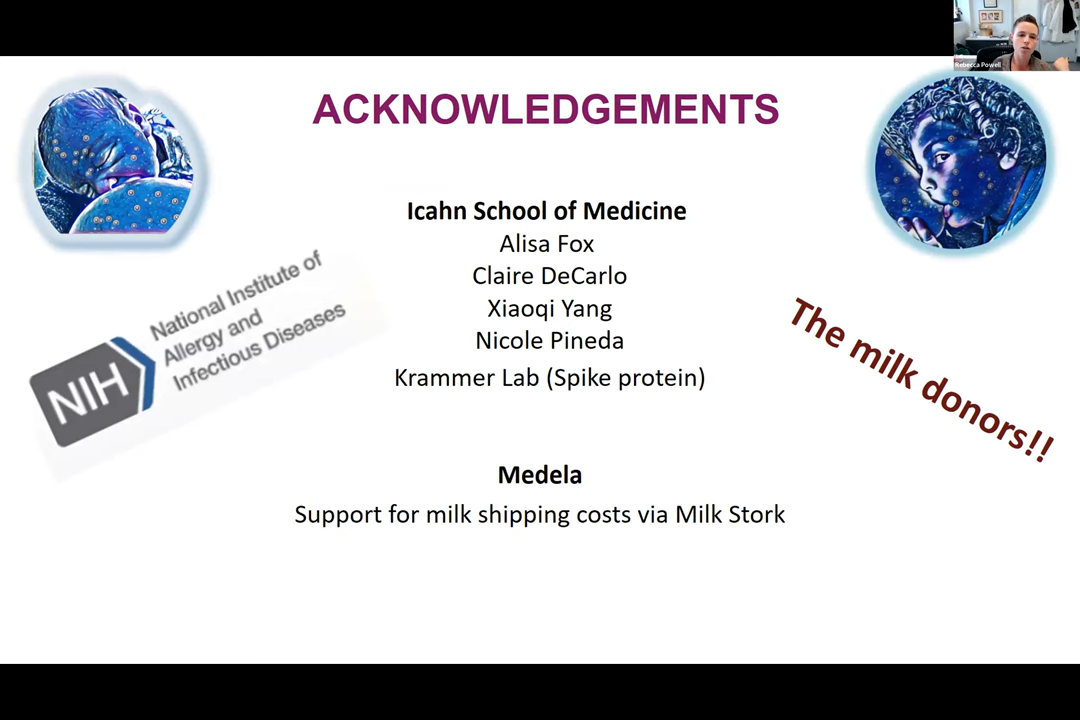 Rebecca Powell
ACKNOWLEDGEMENTS
Icahn School of Medicine
Alisa Fox
Claire DeCarlo
Xiaoqi Yang
Nicole Pineda
Krammer Lab (Spike protein)
NIH
National Institute of
Allergy and
Infectious Diseases
The milk donors!!
Medela
Support for milk shipping costs via Milk Stork